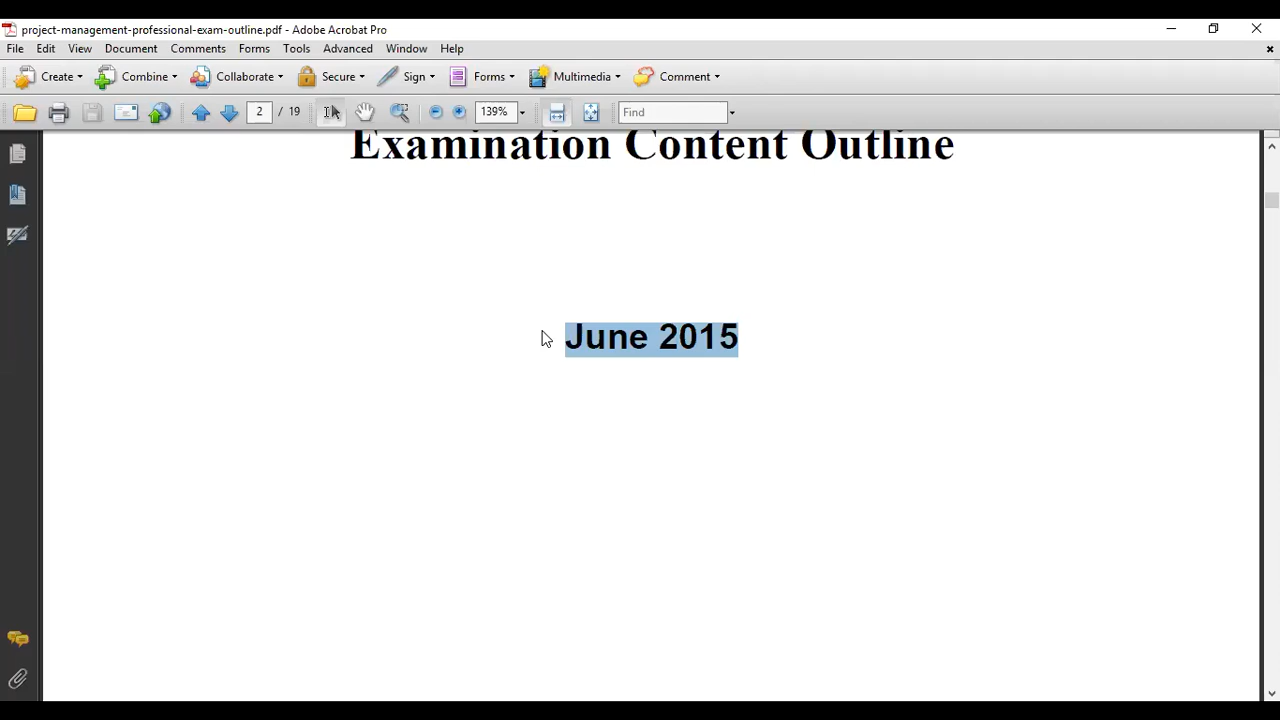 project-management-professional-exam-outline.pdf - Adobe Acrobat Pro
File Edit View Document Comments Forms Tools Advanced Window Help
Create Combine Collaborate Secure Sign Forms Multimedia Comment
2 / 19 139% Find
Examination Content Outline
June 2015